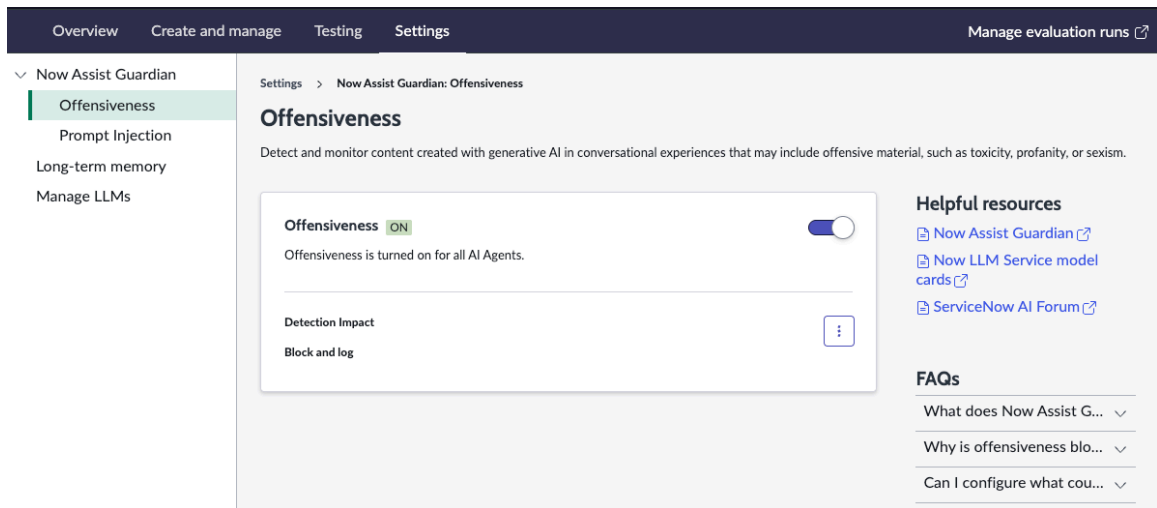 Overview Create and manage Testing Settings Manage evaluation runs
Now Assist Guardian
Offensiveness
Prompt Injection
Long-term memory
Manage LLMs
Settings > Now Assist Guardian: Offensiveness
Offensiveness
Detect and monitor content created with generative AI in conversational experiences that may include offensive material, such as toxicity, profanity, or sexism.
Offensiveness ON
Offensiveness is turned on for all AI Agents.
Detection Impact
Block and log
Helpful resources
Now Assist Guardian
Now LLM Service model
cards
ServiceNow AI Forum
FAQs
What does Now Assist G...
Why is offensiveness blo...
Can I configure what cou...